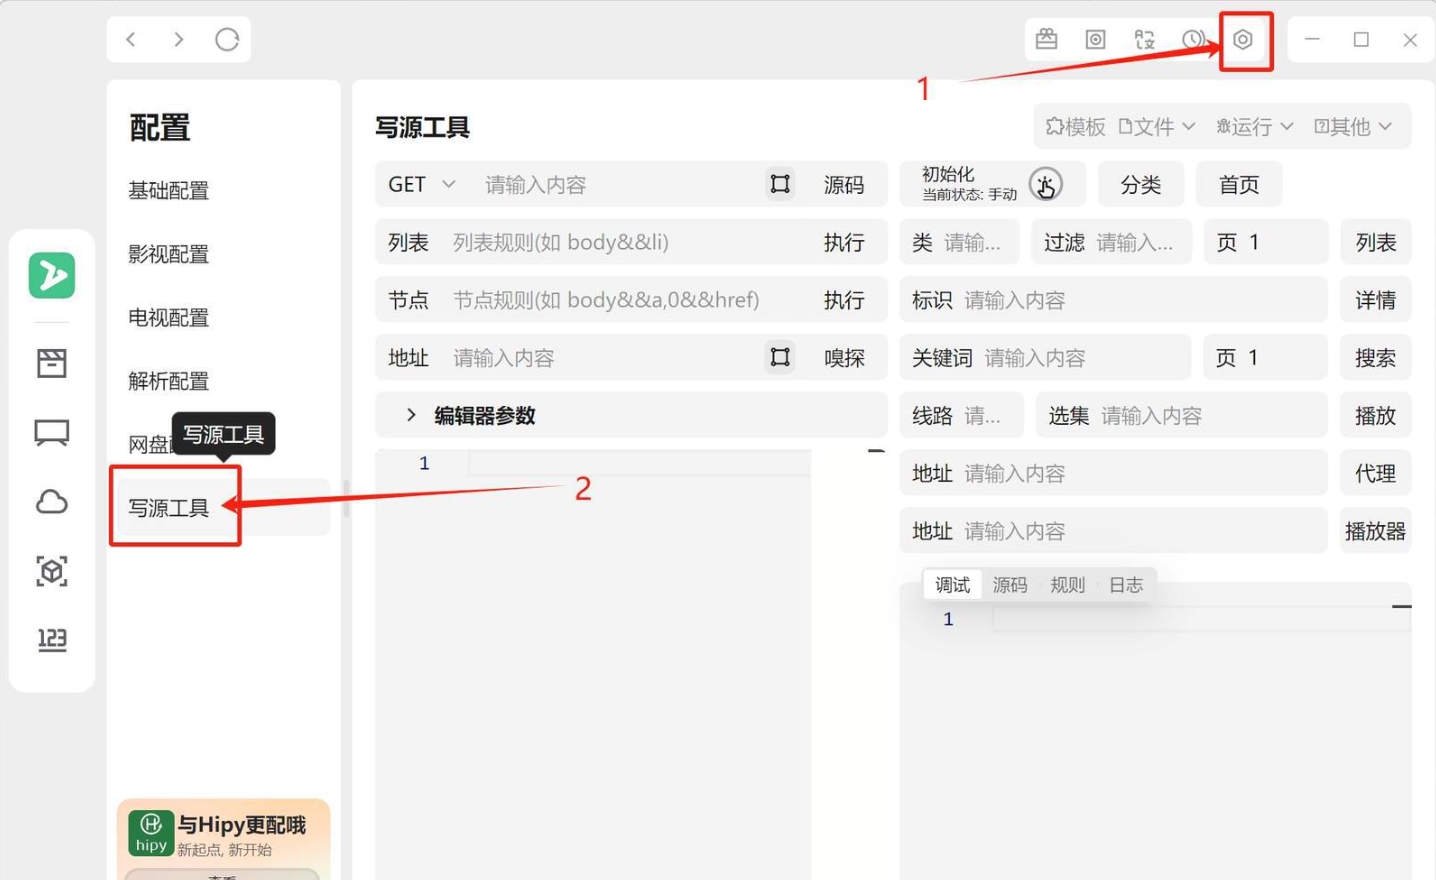 1
配置
基础配置
影视配置
电视配置
解析配置
网盘
写源工具
写源工具
2
123
与Hipy更配哦
hipy
新起点, 新开始
写源工具
模板 文件 运行 其他
GET 请输入内容 源码
列表 列表规则(如 body&&li) 执行
节点 节点规则(如 body&&a,0&&href) 执行
地址 请输入内容 嗅探
编辑器参数
1
初始化
当前状态: 手动
分类 首页
类 请输... 过滤 请输入... 页 1 列表
标识 请输入内容 详情
关键词 请输入内容 页 1 搜索
线路 请... 选集 请输入内容 播放
地址 请输入内容 代理
地址 请输入内容 播放器
调试 源码 规则 日志
1